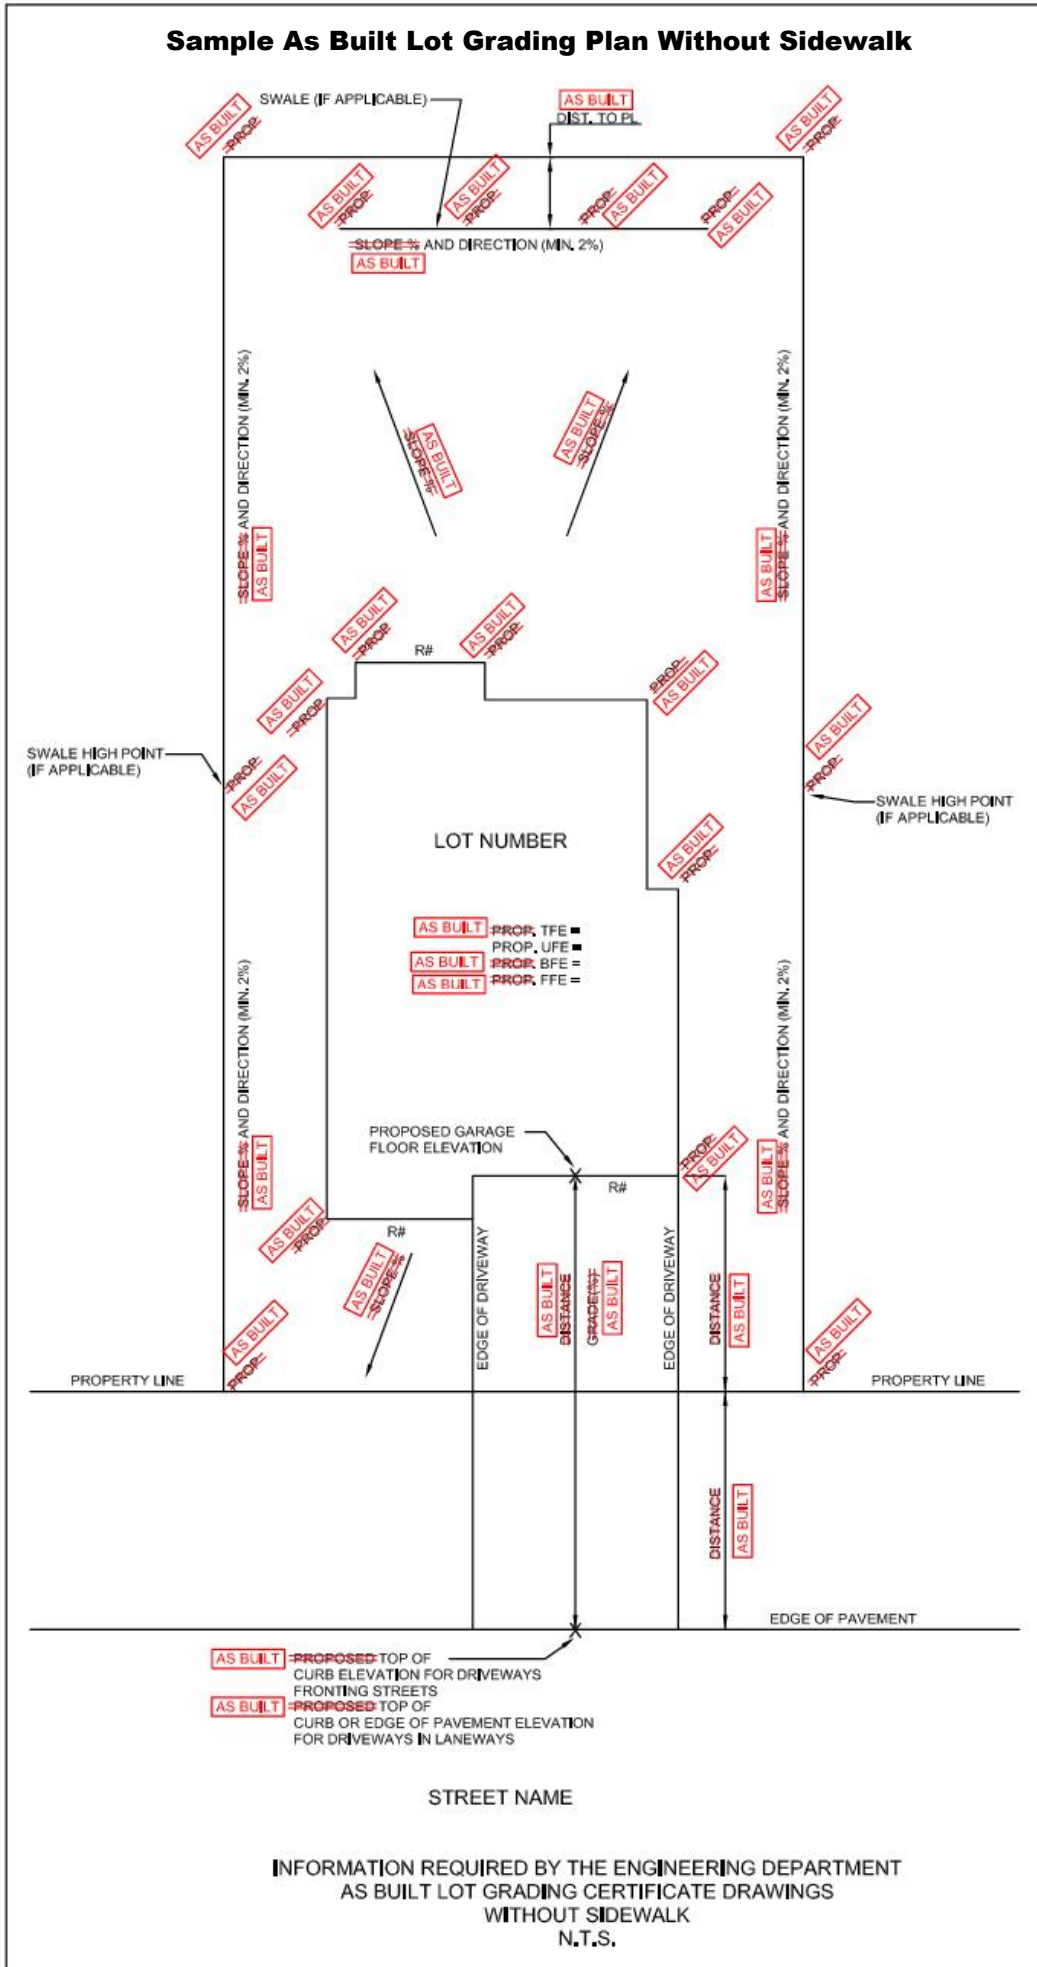 Sample As Built Lot Grading Plan Without Sidewalk
SWALE (IF APPLICABLE)
AS BUILT
DIST. TO PL
AS BUILT
PROP
AS BUILT
PROP
AS BUILT
PROP
AS BUILT
PROP
PROP
AS BUILT
PROP
AS BUILT
SLOPE % AND DIRECTION (MIN. 2%)
AS BUILT
SLOPE % AND DIRECTION (MIN. 2%)
AS BUILT
AS BUILT
SLOPE %
AS BUILT
SLOPE %
SLOPE % AND DIRECTION (MIN. 2%)
AS BUILT
AS BUILT
PROP
R#
AS BUILT
PROP
AS BUILT
PROP
PROP
AS BUILT
SWALE HIGH POINT
(IF APPLICABLE)
PROP
AS BUILT
AS BUILT
PROP
SWALE HIGH POINT
(IF APPLICABLE)
LOT NUMBER
AS BUILT
PROP
AS BUILT PROP. TFE =
PROP. UFE =
AS BUILT PROP. BFE =
AS BUILT PROP. FFE =
SLOPE % AND DIRECTION (MIN. 2%)
AS BUILT
SLOPE % AND DIRECTION (MIN. 2%)
AS BUILT
PROPOSED GARAGE
FLOOR ELEVATION
PROP
AS BUILT
R#
AS BUILT
PROP
R#
AS BUILT
SLOPE %
EDGE OF DRIVEWAY
AS BUILT
DISTANCE
GRADE(%)
AS BUILT
EDGE OF DRIVEWAY
DISTANCE
AS BUILT
AS BUILT
PROP
AS BUILT
PROP
PROPERTY LINE
PROPERTY LINE
DISTANCE
AS BUILT
EDGE OF PAVEMENT
AS BUILT PROPOSED TOP OF
CURB ELEVATION FOR DRIVEWAYS
FRONTING STREETS
AS BUILT PROPOSED TOP OF
CURB OR EDGE OF PAVEMENT ELEVATION
FOR DRIVEWAYS IN LANEWAYS
STREET NAME
INFORMATION REQUIRED BY THE ENGINEERING DEPARTMENT
AS BUILT LOT GRADING CERTIFICATE DRAWINGS
WITHOUT SIDEWALK
N.T.S.